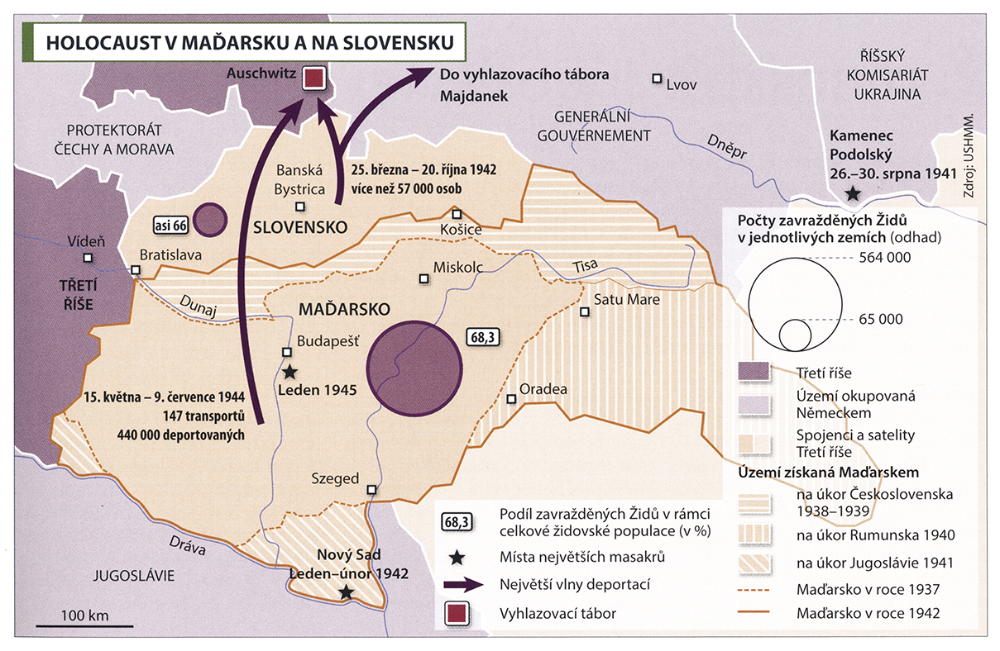 HOLOCAUST V MAĎARSKU A NA SLOVENSKU
Auschwitz
Do vyhlazovacího tábora
Majdanek
Lvov
ŘÍŠSKÝ
KOMISARIÁT
UKRAJINA
GENERÁLNÍ
GOUVERNEMENT
PROTEKTORÁT
ČECHY A MORAVA
Dněpr
Kamenec
Podolský
26.–30. srpna 1941
Zdroj: USHMM.
Banská
Bystrica
25. března – 20. října 1942
více než 57 000 osob
asi 66
SLOVENSKO
Košice
Vídeň
Bratislava
TŘETÍ
ŘÍŠE
Miskolc
Tisa
Dunaj
MAĎARSKO
Satu Mare
Budapešť
68,3
Leden 1945
Oradea
15. května – 9. července 1944
147 transportů
440 000 deportovaných
Szeged
Dráva
Nový Sad
Leden–únor 1942
JUGOSLÁVIE
100 km
Počty zavražděných Židů
v jednotlivých zemích (odhad)
564 000
65 000
Třetí říše
Území okupovaná
Německem
Spojenci a satelity
Třetí říše
Území získaná Maďarskem
na úkor Československa
1938–1939
na úkor Rumunska 1940
na úkor Jugoslávie 1941
Maďarsko v roce 1937
Maďarsko v roce 1942
68,3
Podíl zavražděných Židů v rámci
celkové židovské populace (v %)
Místa největších masakrů
Největší vlny deportací
Vyhlazovací tábor